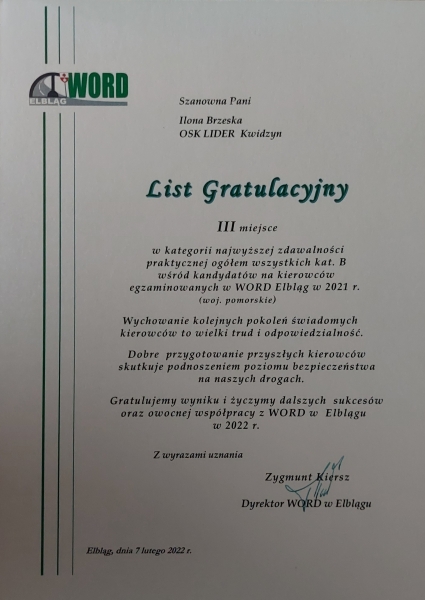 WORD
ELBLĄG
Szanowna Pani
Ilona Brzeska
OSK LIDER Kwidzyn
List Gratulacyjny
III miejsce
w kategorii najwyższej zdawalności
praktycznej ogółem wszystkich kat. B
wśród kandydatów na kierowców
egzaminowanych w WORD Elbląg w 2021 r.
(woj. pomorskie)
Wychowanie kolejnych pokoleń świadomych
kierowców to wielki trud i odpowiedzialność.
Dobre przygotowanie przyszłych kierowców
skutkuje podnoszeniem poziomu bezpieczeństwa
na naszych drogach.
Gratulujemy wyniku i życzymy dalszych sukcesów
oraz owocnej współpracy z WORD w Elblągu
w 2022 r.
Z wyrazami uznania
Zygmunt Kiersz
Dyrektor WORD w Elblągu
Elbląg, dnia 7 lutego 2022 r.